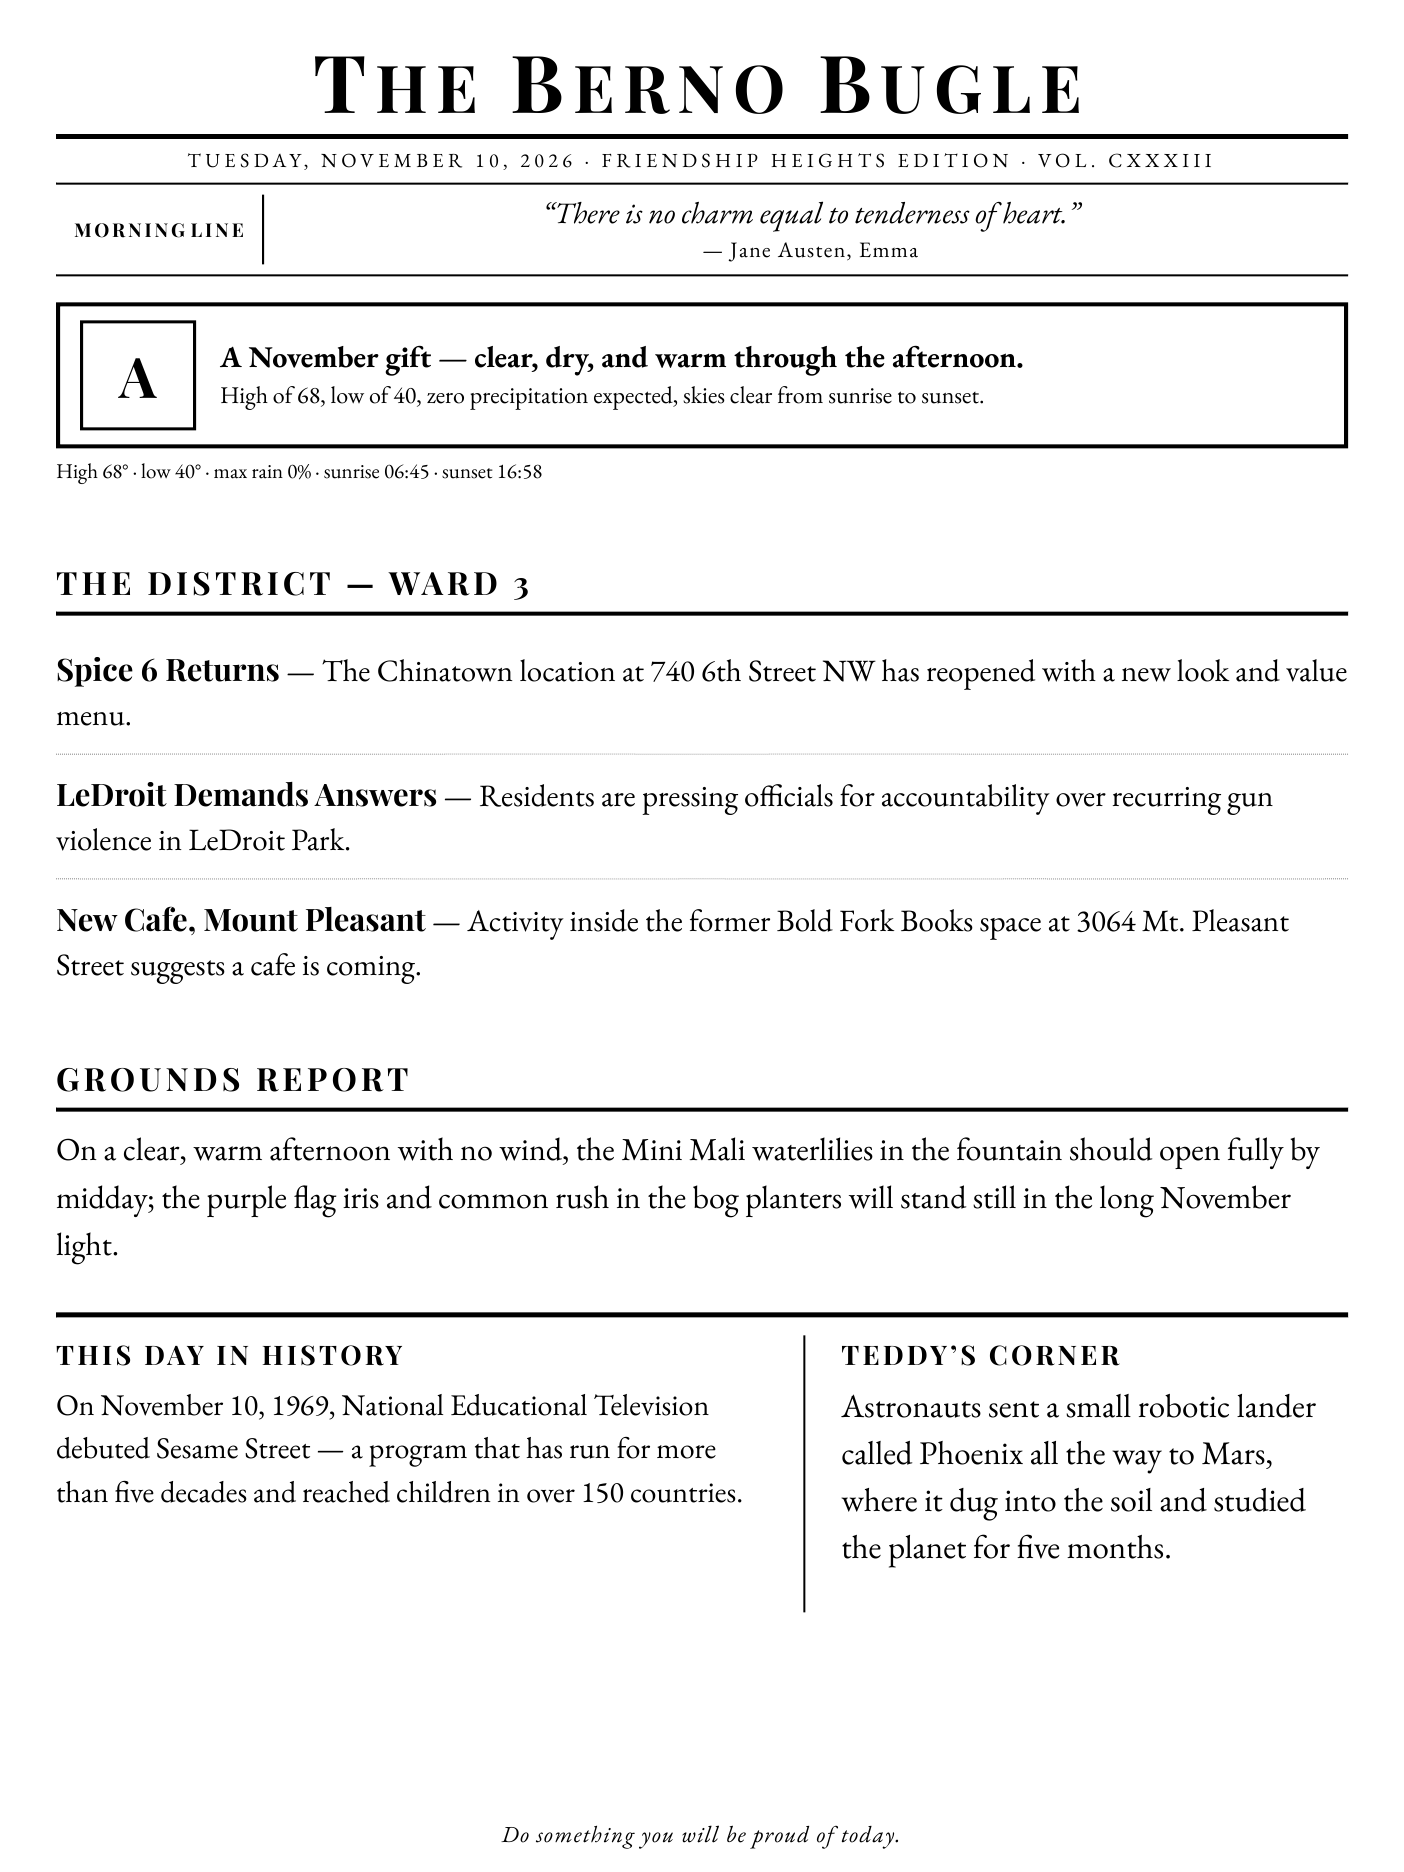 THE BERNO BUGLE
TUESDAY, NOVEMBER 10, 2026 · FRIENDSHIP HEIGHTS EDITION · VOL. CXXXIII
MORNING LINE
“There is no charm equal to tenderness of heart.”
— Jane Austen, Emma
A
A November gift — clear, dry, and warm through the afternoon.
High of 68, low of 40, zero precipitation expected, skies clear from sunrise to sunset.
High 68° · low 40° · max rain 0% · sunrise 06:45 · sunset 16:58
THE DISTRICT — WARD 3
Spice 6 Returns — The Chinatown location at 740 6th Street NW has reopened with a new look and value
menu.
LeDroit Demands Answers — Residents are pressing officials for accountability over recurring gun
violence in LeDroit Park.
New Cafe, Mount Pleasant — Activity inside the former Bold Fork Books space at 3064 Mt. Pleasant
Street suggests a cafe is coming.
GROUNDS REPORT
On a clear, warm afternoon with no wind, the Mini Mali waterlilies in the fountain should open fully by
midday; the purple flag iris and common rush in the bog planters will stand still in the long November
light.
THIS DAY IN HISTORY
On November 10, 1969, National Educational Television
debuted Sesame Street — a program that has run for more
than five decades and reached children in over 150 countries.
TEDDY’S CORNER
Astronauts sent a small robotic lander
called Phoenix all the way to Mars,
where it dug into the soil and studied
the planet for five months.
Do something you will be proud of today.